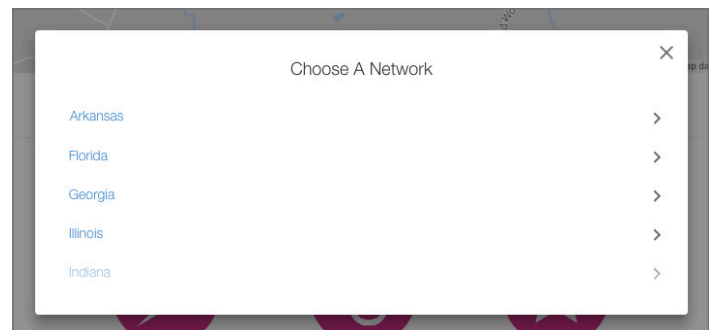 Choose A Network
Arkansas
Florida
Georgia
Illinois
Indiana